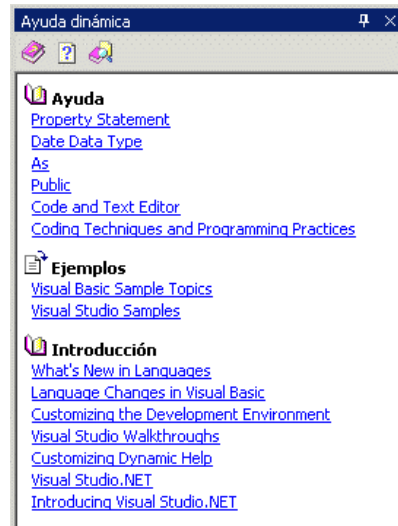 Ayuda dinámica
Ayuda
Property Statement
Date Data Type
As
Public
Code and Text Editor
Coding Techniques and Programming Practices
Ejemplos
Visual Basic Sample Topics
Visual Studio Samples
Introducción
What's New in Languages
Language Changes in Visual Basic
Customizing the Development Environment
Visual Studio Walkthroughs
Customizing Dynamic Help
Visual Studio.NET
Introducing Visual Studio.NET